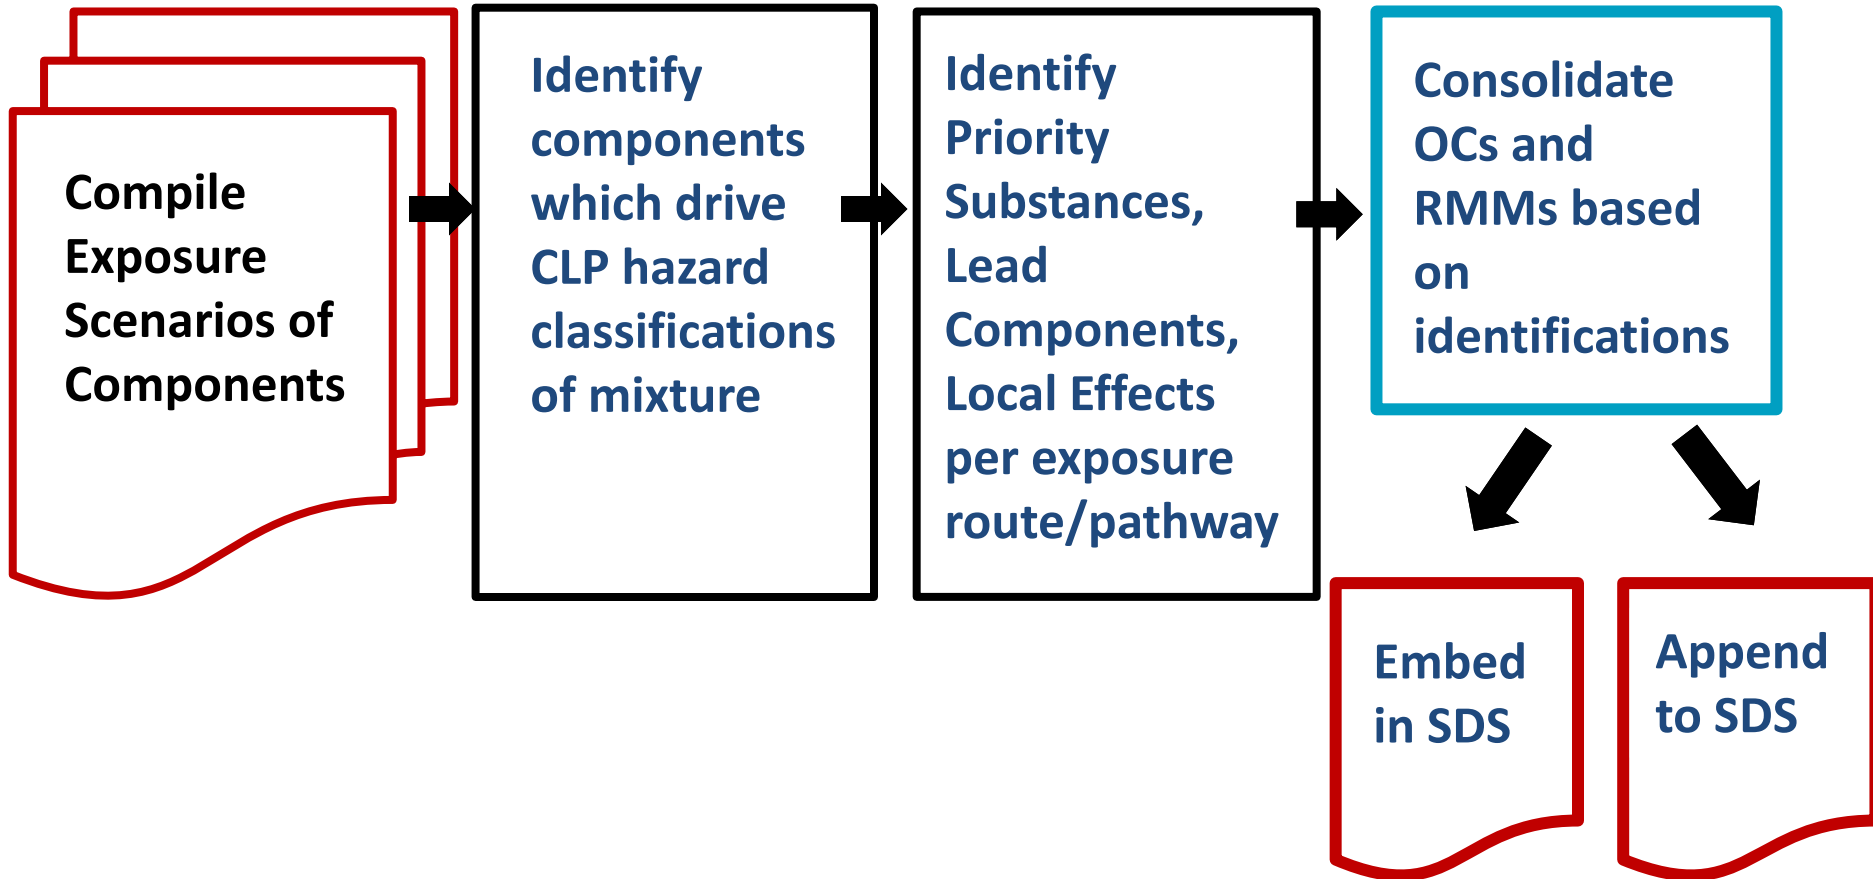 Compile
Exposure
Scenarios of
Components
Identify
components
which drive
CLP hazard
classifications
of mixture
Identify
Priority
Substances,
Lead
Components,
Local Effects
per exposure
route/pathway
Consolidate
OCs and
RMMs based
on
identifications
Embed
in SDS
Append
to SDS